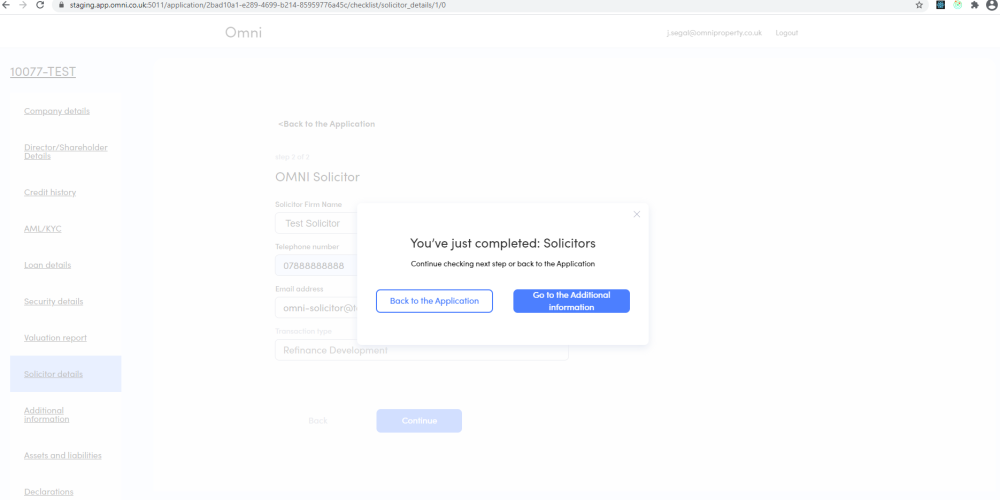 staging.app.omni.co.uk:5011/application/2bad10a1-e289-4699-b214-85959776a45c/checklist/solicitor_details/1/0
Omni
j.segal@omniproperty.co.uk
Logout
10077-TEST
Company details
Director/Shareholder
Details
Credit history
AML/KYC
Loan details
Security details
Valuation report
Solicitor details
Additional
information
Assets and liabilities
Declarations
<Back to the Application
Step 2 of 3
OMNI Solicitor
Solicitor Firm Name
Test Solicitor
Telephone number
07888888888
Email address
omni-solicitor@t
Transaction type
Refinance Development
Back
Continue
You've just completed: Solicitors
Continue checking next step or back to the Application
Back to the Application
Go to the Additional
information